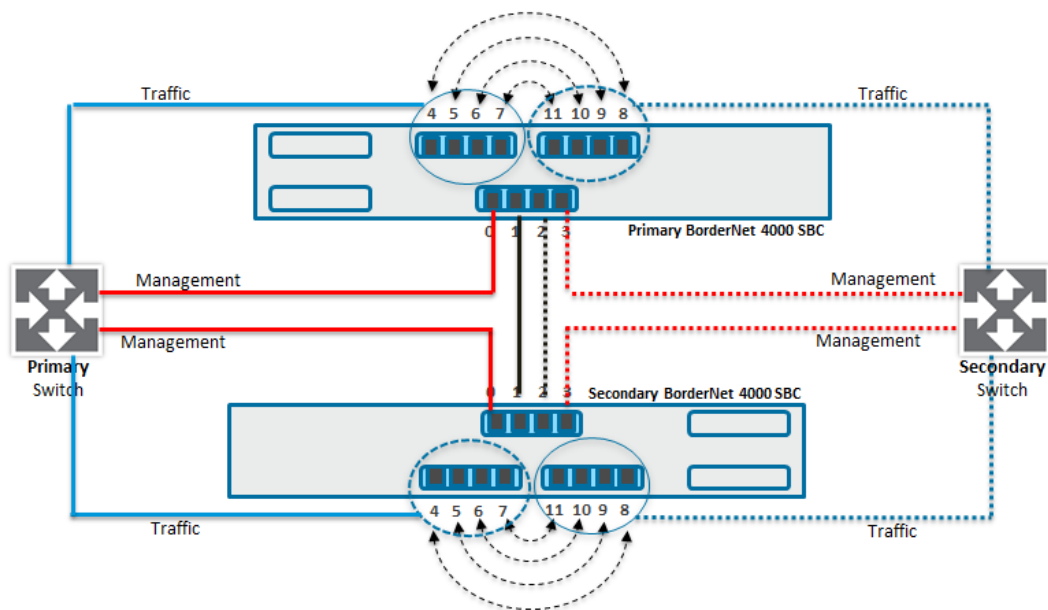 Traffic
Traffic
4 5 6 7 11 10 9 8
0 1 2 3
Primary BorderNet 4000 SBC
Management
Management
Management
Management
Primary
Switch
Secondary
Switch
0 1 2 3
Secondary BorderNet 4000 SBC
4 5 6 7 11 10 9 8
Traffic
Traffic